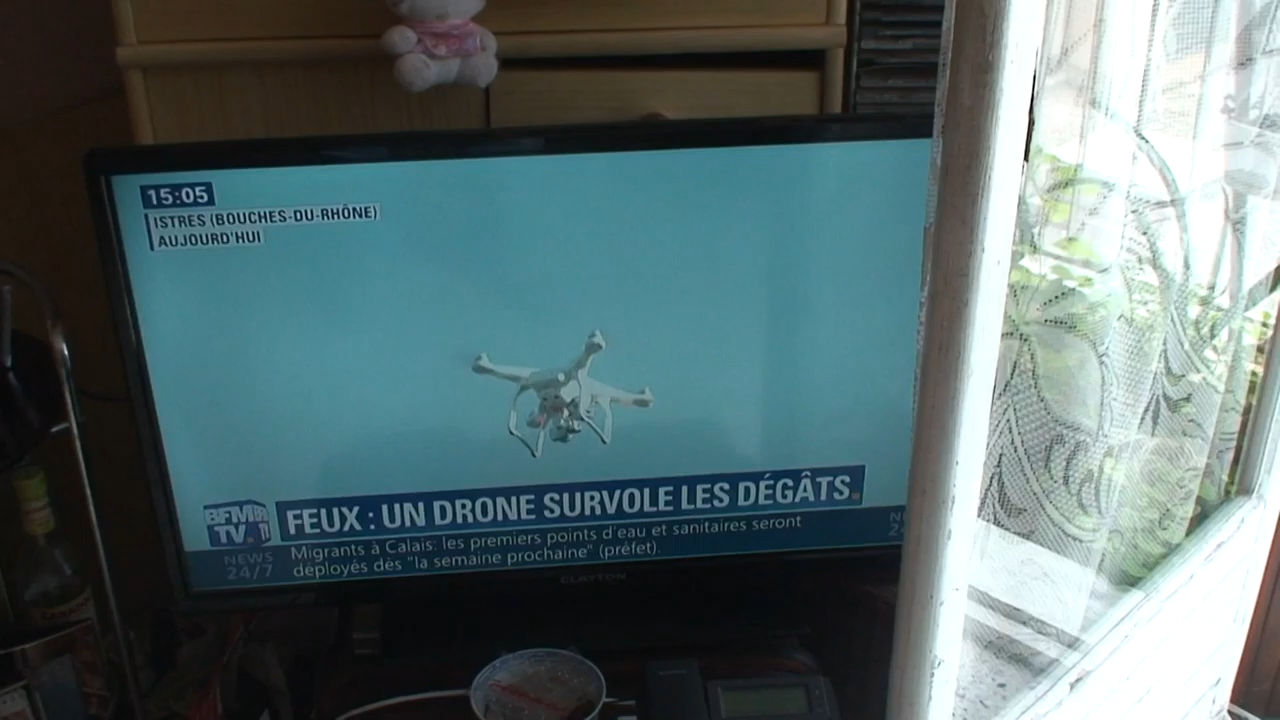 15:05
ISTRES (BOUCHES-DU-RHÔNE)
AUJOURD'HUI
BFM
TV.
FEUX : UN DRONE SURVOLE LES DÉGÂTS.
NEWS
24/7
Migrants à Calais: les premiers points d'eau et sanitaires seront
déployés dès "la semaine prochaine" (préfet).
CLAYTON